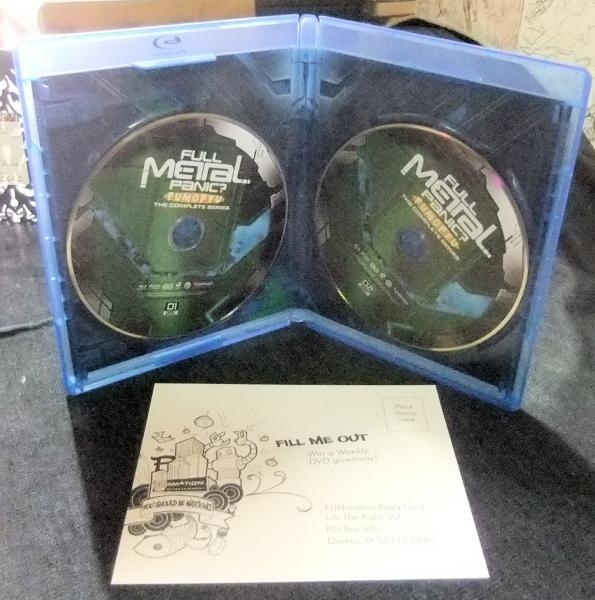 FULL
METAL
PANIC?
FUMOFFU
THE COMPLETE SERIES
01
FULL
METAL
PANIC?
FUMOFFU
THE COMPLETE SERIES
02
Place
Stamp
Here
FILL ME OUT
Win a Weekly
DVD giveaway!
YOU SHOULD BE WATCHING
FUNimation Reply Card
c/o The Right Stuf
PO Box 680
Grimes, IA 50111-0680